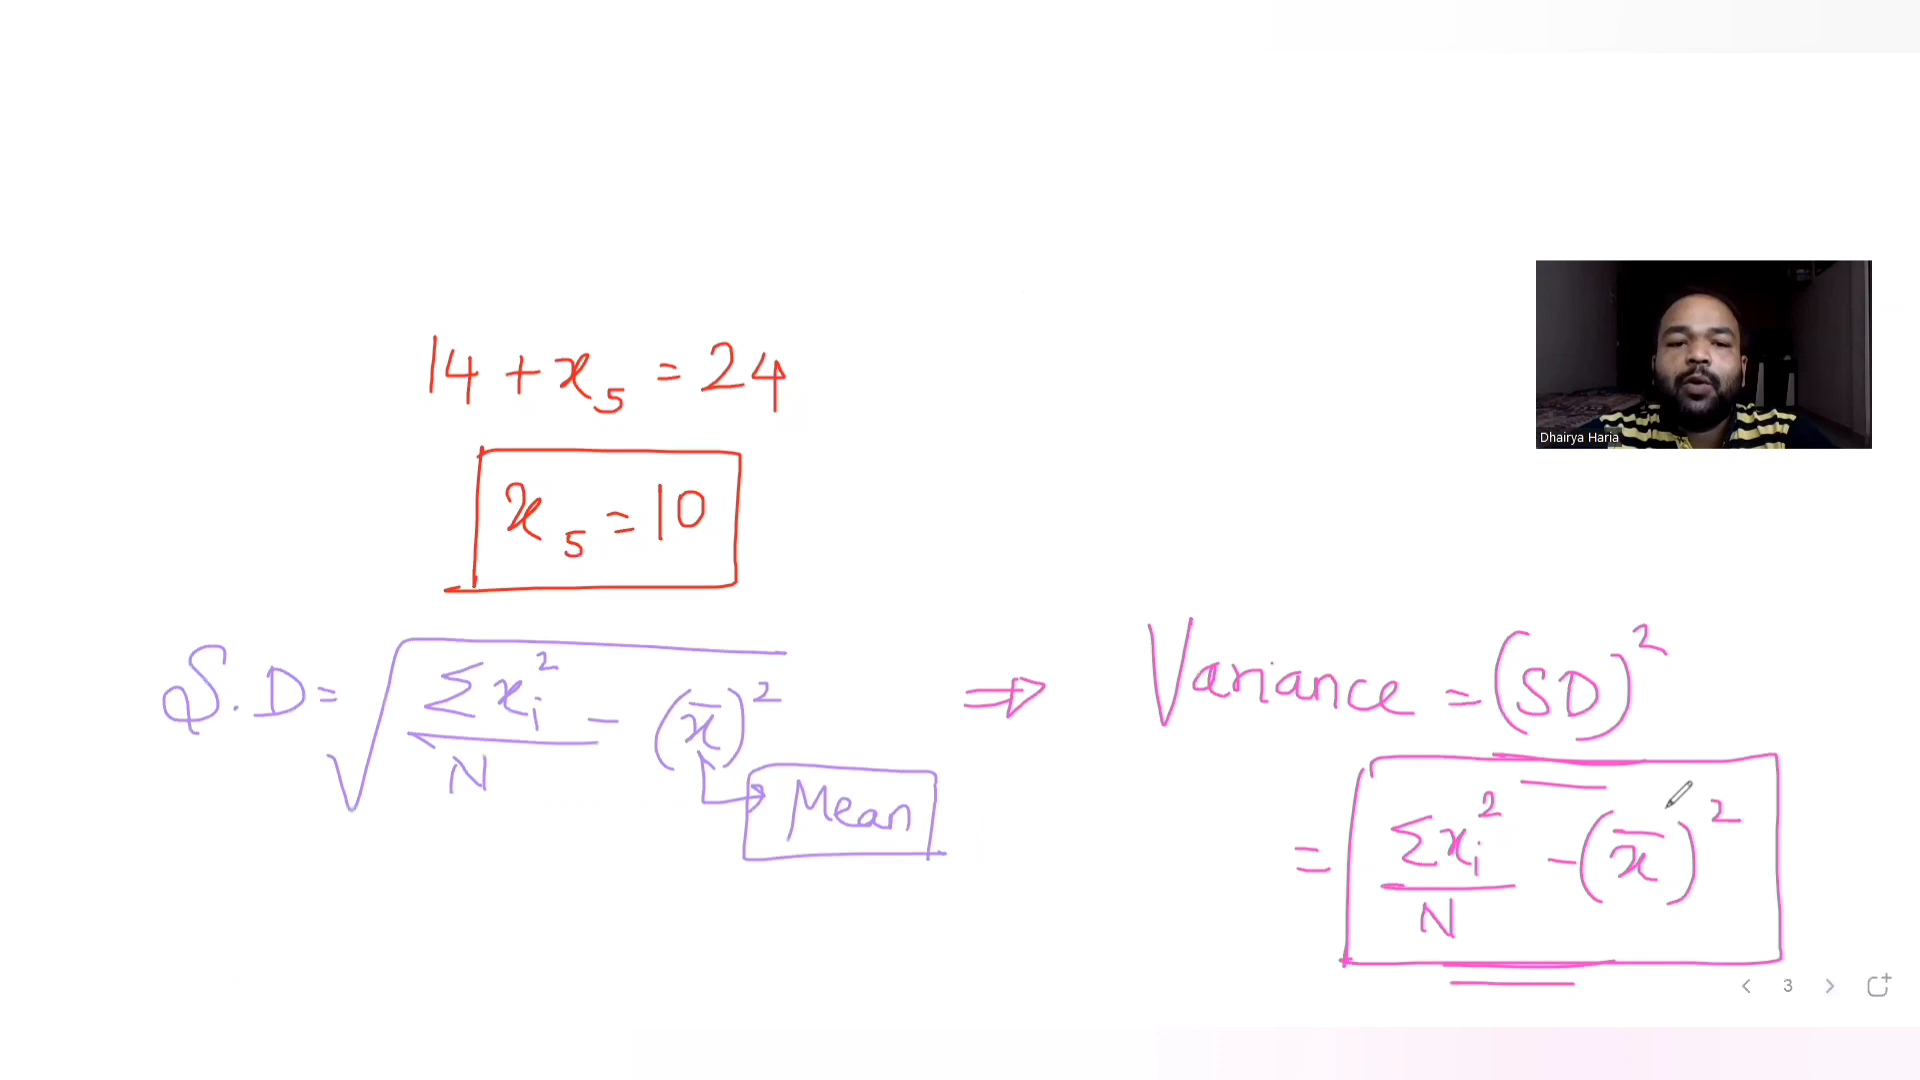 14 + x₅ = 24
x₅ = 10
Dhairya Haria
S.D = √(Σxᵢ²/N - (x̄)²)
Mean
⇒ Variance = (SD)²
= Σxᵢ²/N - (x̄)²
< 3 >